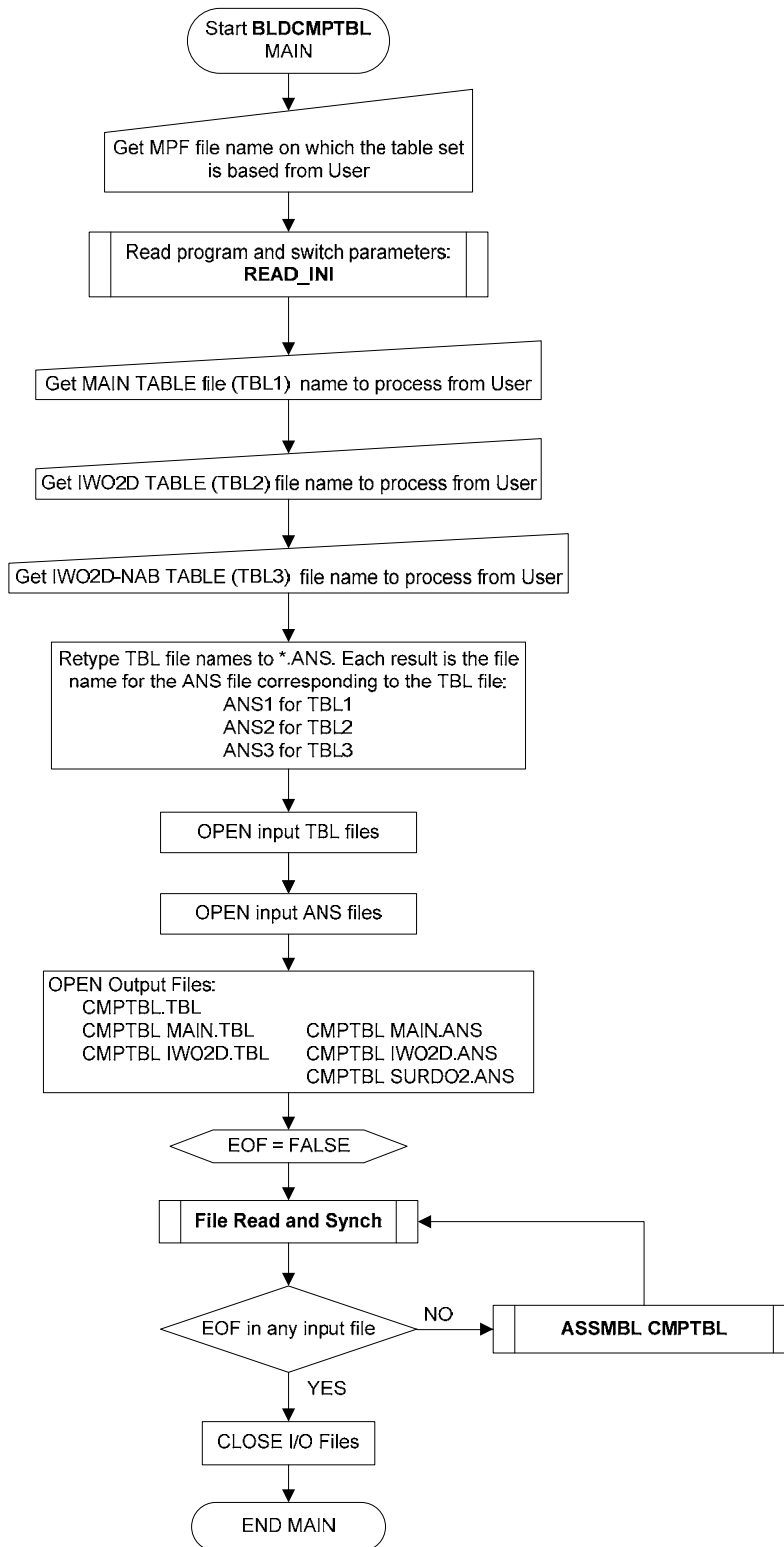 Start BLDCMPTBL
MAIN
Get MPF file name on which the table set
is based from User
Read program and switch parameters:
READ_INI
Get MAIN TABLE file (TBL1) name to process from User
Get IWO2D TABLE (TBL2) file name to process from User
Get IWO2D-NAB TABLE (TBL3) file name to process from User
Retype TBL file names to *.ANS. Each result is the file
name for the ANS file corresponding to the TBL file:
ANS1 for TBL1
ANS2 for TBL2
ANS3 for TBL3
OPEN input TBL files
OPEN input ANS files
OPEN Output Files:
CMPTBL.TBL
CMPTBL MAIN.TBL CMPTBL MAIN.ANS
CMPTBL IWO2D.TBL CMPTBL IWO2D.ANS
CMPTBL SURDO2.ANS
EOF = FALSE
File Read and Synch
EOF in any input file
NO
ASSMBL CMPTBL
YES
CLOSE I/O Files
END MAIN